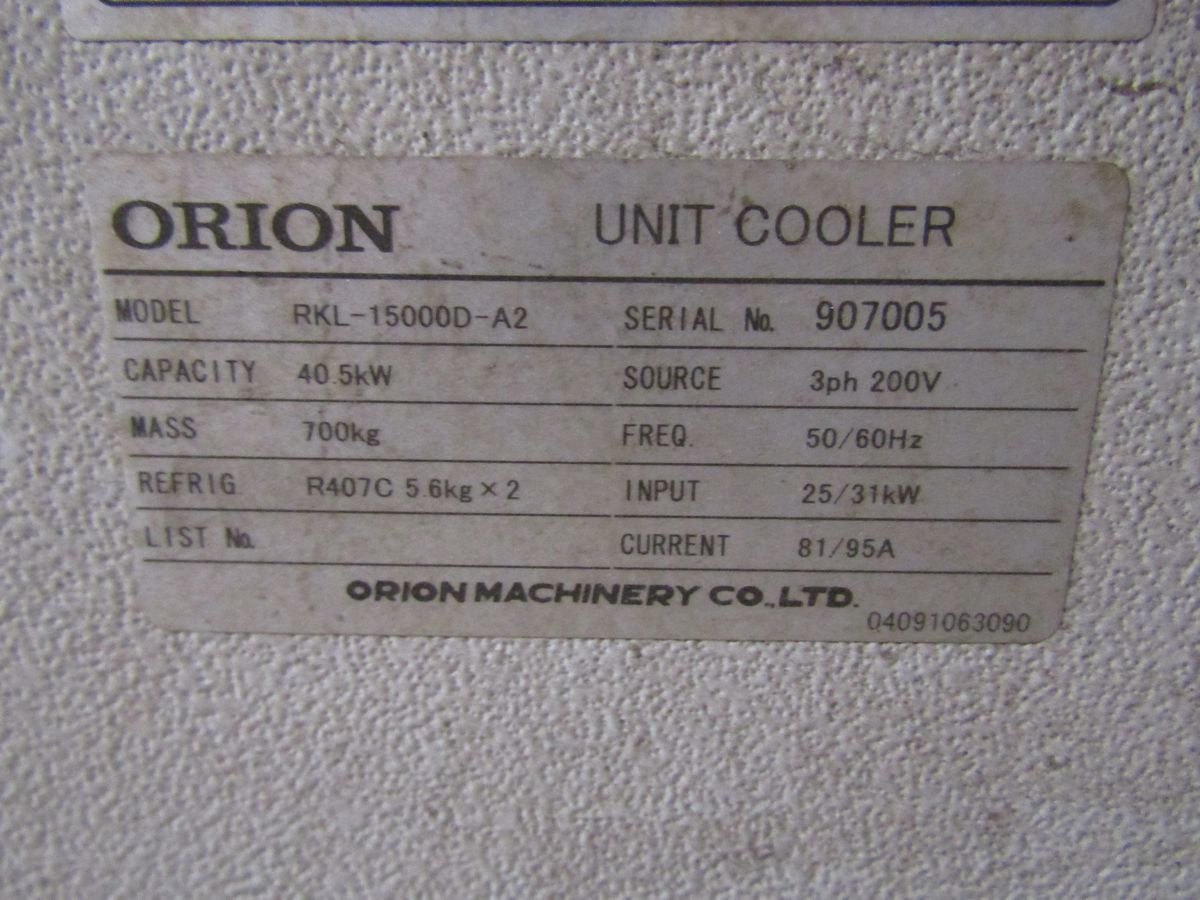 ORION UNIT COOLER
MODEL RKL-15000D-A2 SERIAL No. 907005
CAPACITY 40.5kW SOURCE 3ph 200V
MASS 700kg FREQ. 50/60Hz
REFRIG. R407C 5.6kg×2 INPUT 25/31kW
LIST No. CURRENT 81/95A
ORION MACHINERY CO.,LTD.
04091063090